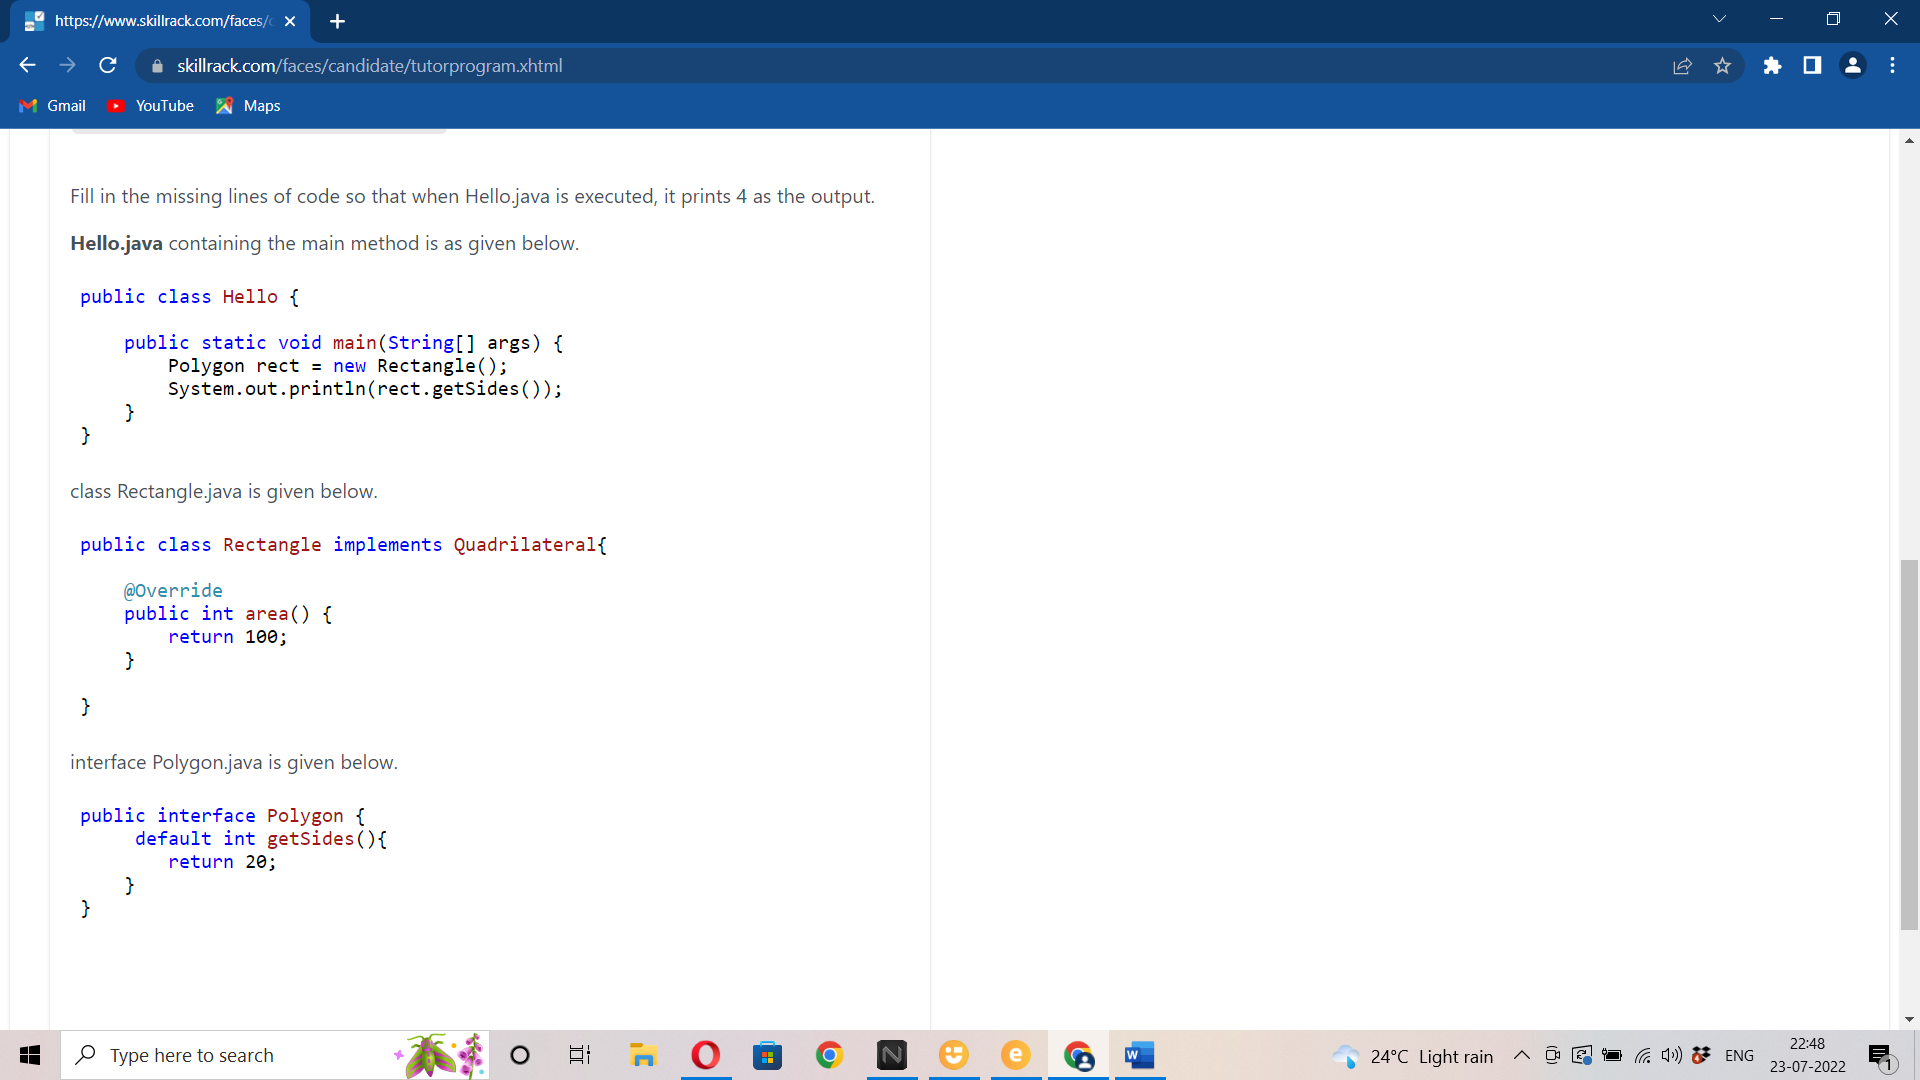 https://www.skillrack.com/faces/c
skillrack.com/faces/candidate/tutorprogram.xhtml
Gmail YouTube Maps
Fill in the missing lines of code so that when Hello.java is executed, it prints 4 as the output.
Hello.java containing the main method is as given below.
public class Hello {
public static void main(String[] args) {
Polygon rect = new Rectangle();
System.out.println(rect.getSides());
}
}
class Rectangle.java is given below.
public class Rectangle implements Quadrilateral{
@Override
public int area() {
return 100;
}
}
interface Polygon.java is given below.
public interface Polygon {
default int getSides(){
return 20;
}
}
Type here to search
24°C Light rain
ENG
22:48
23-07-2022
1